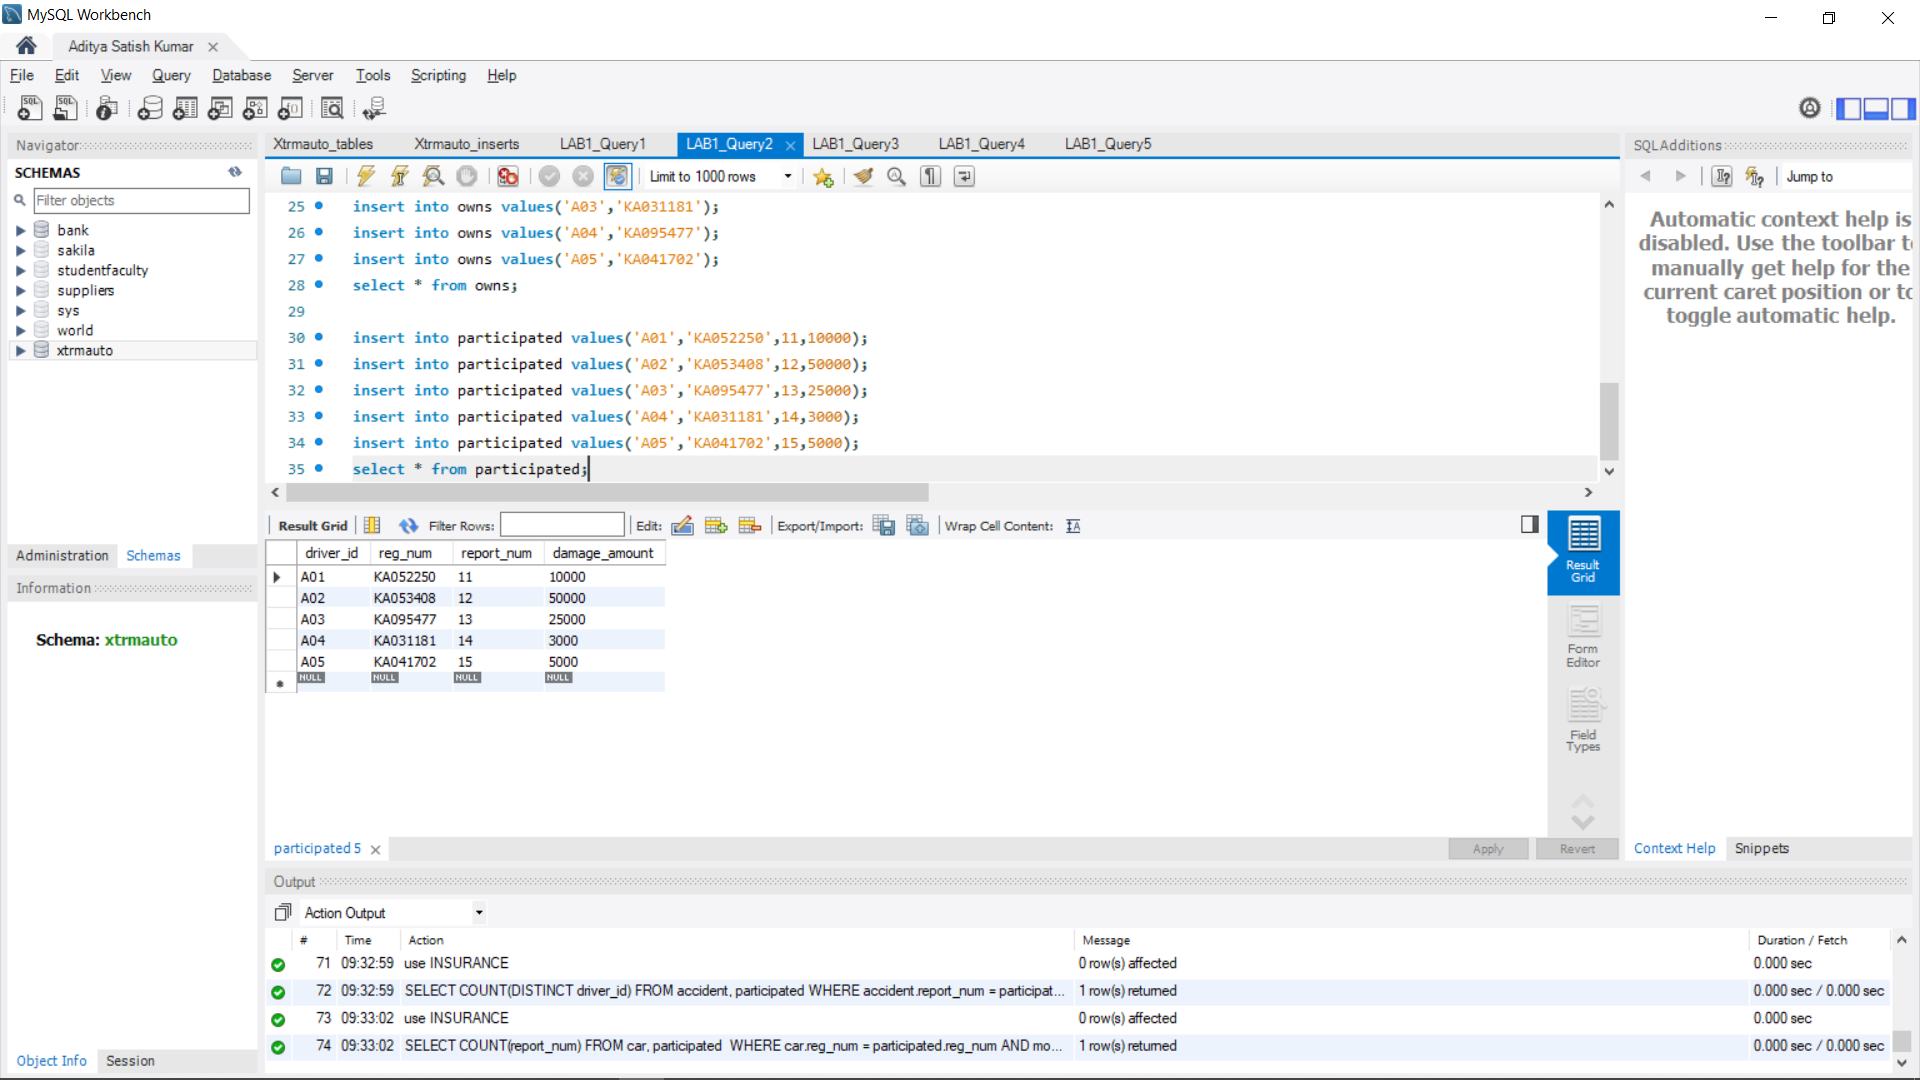 MySQL Workbench
Aditya Satish Kumar
File Edit View Query Database Server Tools Scripting Help
Navigator
SCHEMAS
Filter objects
bank
sakila
studentfaculty
suppliers
sys
world
xtrmauto
Administration Schemas
Information
Schema: xtrmauto
Object Info Session
Xtrmauto_tables Xtrmauto_inserts LAB1_Query1 LAB1_Query2 LAB1_Query3 LAB1_Query4 LAB1_Query5
Limit to 1000 rows
25 insert into owns values('A03','KA031181');
26 insert into owns values('A04','KA095477');
27 insert into owns values('A05','KA041702');
28 select * from owns;
29
30 insert into participated values('A01','KA052250',11,10000);
31 insert into participated values('A02','KA053408',12,50000);
32 insert into participated values('A03','KA095477',13,25000);
33 insert into participated values('A04','KA031181',14,3000);
34 insert into participated values('A05','KA041702',15,5000);
35 select * from participated;
Result Grid Filter Rows: Edit: Export/Import: Wrap Cell Content:
driver_id reg_num report_num damage_amount
A01 KA052250 11 10000
A02 KA053408 12 50000
A03 KA095477 13 25000
A04 KA031181 14 3000
A05 KA041702 15 5000
NULL NULL NULL NULL
Result
Grid
Form
Editor
Field
Types
participated 5
Apply Revert
SQLAdditions
Jump to
Automatic context help is
disabled. Use the toolbar t
manually get help for the
current caret position or to
toggle automatic help.
Context Help Snippets
Output
Action Output
# Time Action Message Duration / Fetch
71 09:32:59 use INSURANCE 0 row(s) affected 0.000 sec
72 09:32:59 SELECT COUNT(DISTINCT driver_id) FROM accident, participated WHERE accident.report_num = participat... 1 row(s) returned 0.000 sec / 0.000 sec
73 09:33:02 use INSURANCE 0 row(s) affected 0.000 sec
74 09:33:02 SELECT COUNT(report_num) FROM car, participated WHERE car.reg_num = participated.reg_num AND mo... 1 row(s) returned 0.000 sec / 0.000 sec